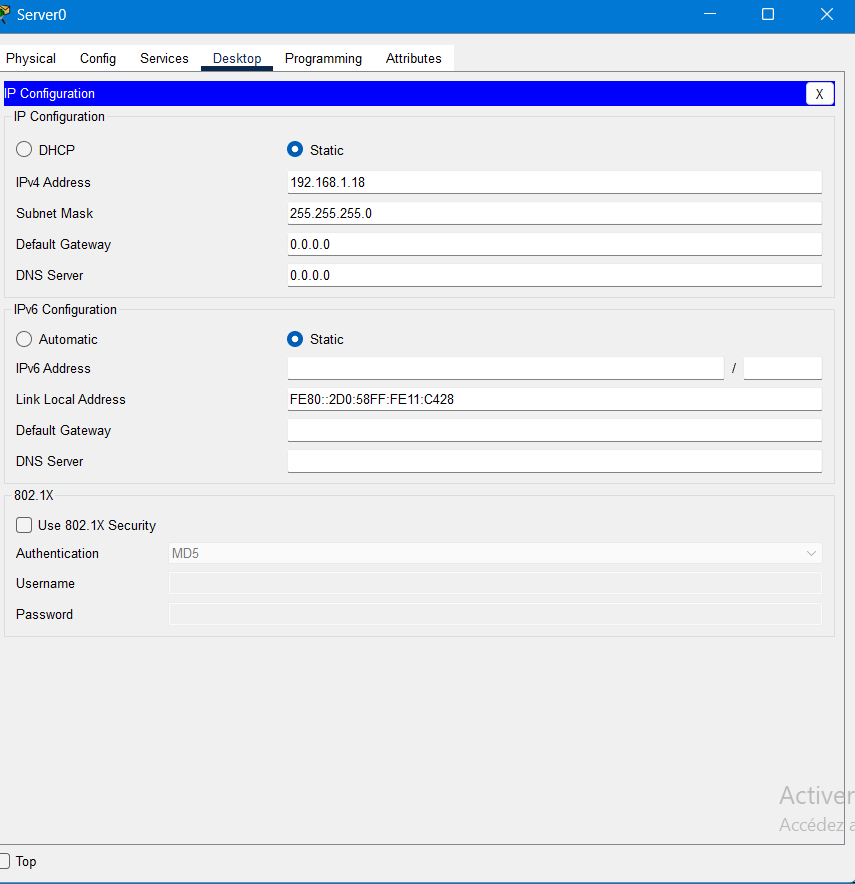 Server0
Physical Config Services Desktop Programming Attributes
IP Configuration X
IP Configuration
DHCP Static
IPv4 Address 192.168.1.18
Subnet Mask 255.255.255.0
Default Gateway 0.0.0.0
DNS Server 0.0.0.0
IPv6 Configuration
Automatic Static
IPv6 Address /
Link Local Address FE80::2D0:58FF:FE11:C428
Default Gateway
DNS Server
802.1X
Use 802.1X Security
Authentication MD5
Username
Password
Activer
Accédez a
Top